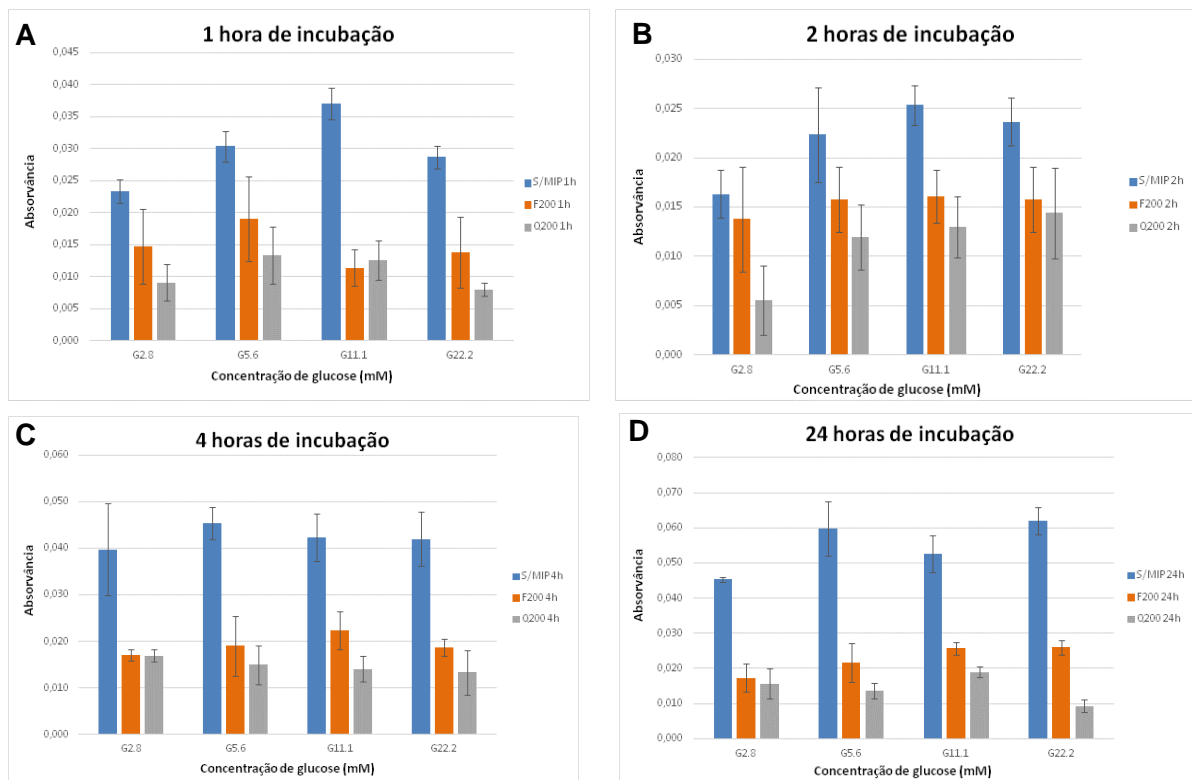 A
1 hora de incubação
0,045
0,040
0,035
0,030
0,025
0,020
0,015
0,010
0,005
0,000
Absorvância
G2.8 G5.6 G11.1 G22.2
Concentração de glucose (mM)
S/MIP 1h
F200 1h
Q200 1h
B
2 horas de incubação
0,030
0,025
0,020
0,015
0,010
0,005
0,000
Absorvância
G2.8 G5.6 G11.1 G22.2
Concentração de glucose (mM)
S/MIP 2h
F200 2h
Q200 2h
C
4 horas de incubação
0,060
0,050
0,040
0,030
0,020
0,010
0,000
Absorvância
G2.8 G5.6 G11.1 G22.2
Concentração de glucose (mM)
S/MIP 4h
F200 4h
Q200 4h
D
24 horas de incubação
0,080
0,070
0,060
0,050
0,040
0,030
0,020
0,010
0,000
Absorvância
G2.8 G5.6 G11.1 G22.2
Concentração de glucose (mM)
S/MIP 24h
F200 24h
Q200 24h